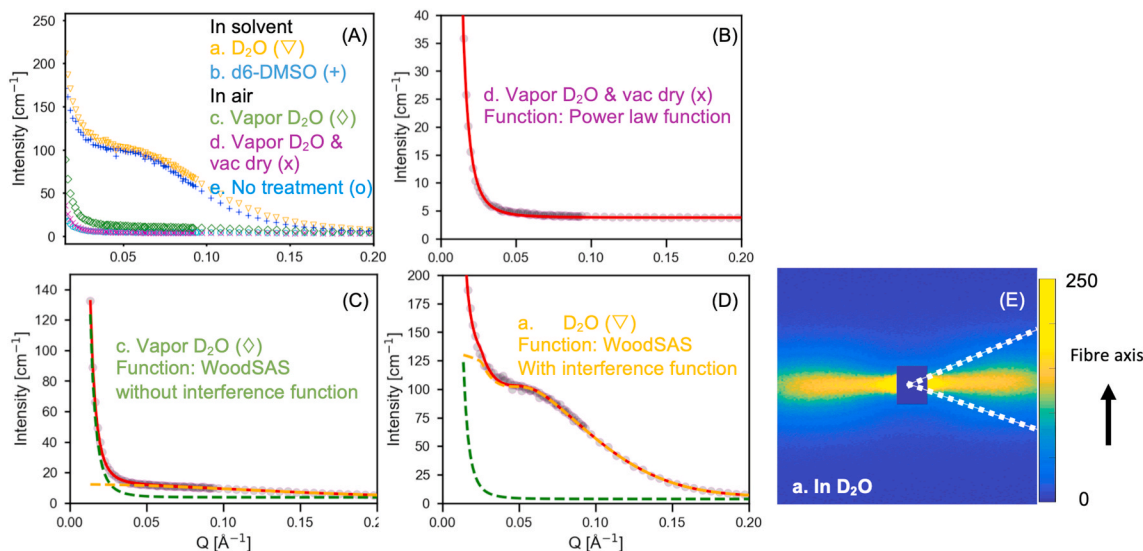 (A)
In solvent
a. D₂O (▽)
b. d6-DMSO (+)
In air
c. Vapor D₂O (◇)
d. Vapor D₂O &
vac dry (x)
e. No treatment (o)
Intensity [cm⁻¹]
250
200
150
100
50
0
0.05
0.10
0.15
0.20
(B)
d. Vapor D₂O & vac dry (x)
Function: Power law function
Intensity [cm⁻¹]
40
35
30
25
20
15
10
5
0
0.00
0.05
0.10
0.15
0.20
(C)
c. Vapor D₂O (◇)
Function: WoodSAS
without interference function
Intensity [cm⁻¹]
140
120
100
80
60
40
20
0
0.00
0.05
0.10
0.15
0.20
Q [Å⁻¹]
(D)
a. D₂O (▽)
Function: WoodSAS
With interference function
Intensity [cm⁻¹]
200
175
150
125
100
75
50
25
0
0.00
0.05
0.10
0.15
0.20
Q [Å⁻¹]
(E)
a. In D₂O
250
0
Fibre axis